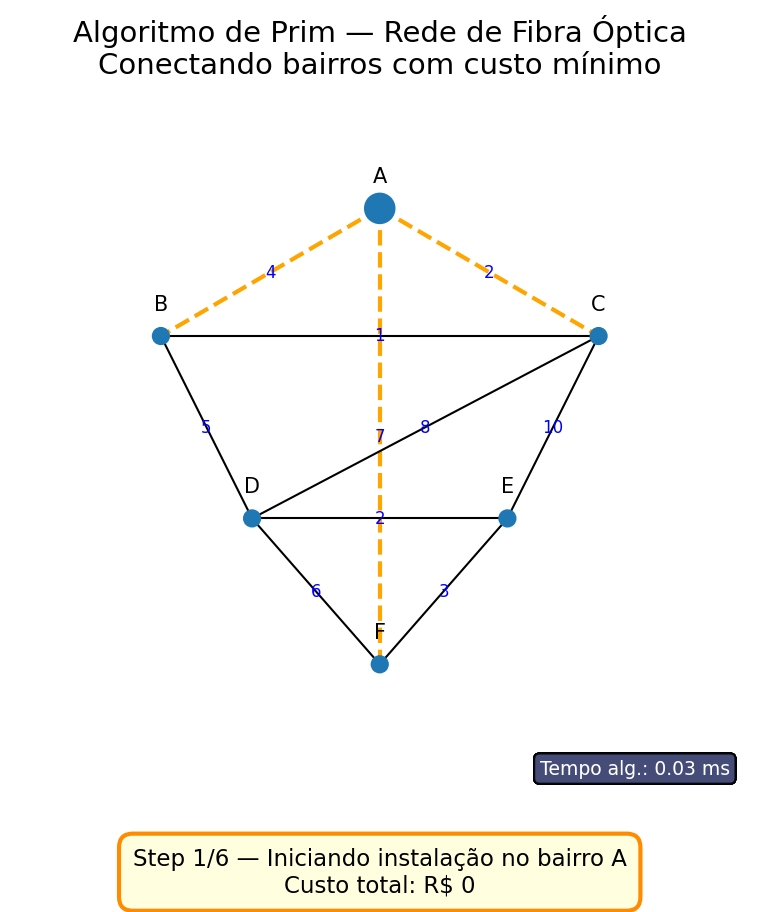 Algoritmo de Prim — Rede de Fibra Óptica
Conectando bairros com custo mínimo
A
4
2
B
C
1
5
7
8
10
D
E
2
6
3
F
Tempo alg.: 0.03 ms
Step 1/6 — Iniciando instalação no bairro A
Custo total: R$ 0